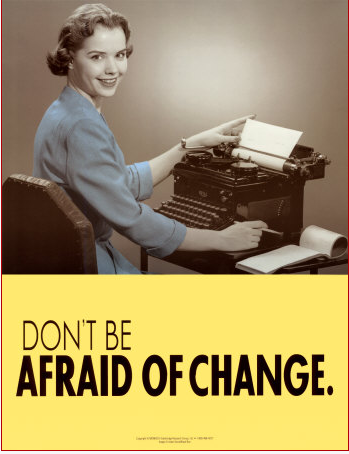 DON'T BE
AFRAID OF CHANGE.